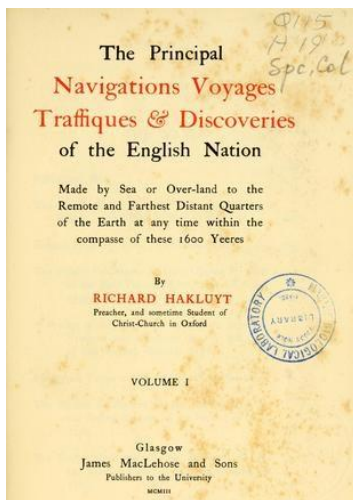 Q115
H19
Spc, Col
The Principal
Navigations Voyages
Traffiques & Discoveries
of the English Nation
Made by Sea or Over-land to the
Remote and Farthest Distant Quarters
of the Earth at any time within the
compasse of these 1600 Yeeres
By
RICHARD HAKLUYT
Preacher, and sometime Student of
Christ-Church in Oxford
LABORATORY
LIBRARY
VOLUME I
Glasgow
James MacLehose and Sons
Publishers to the University
MCMIII